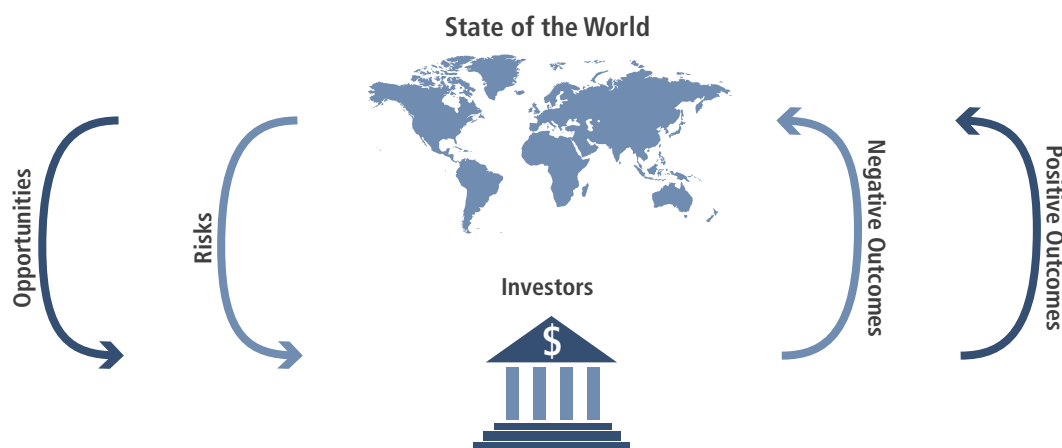 State of the World
Opportunities
Risks
Negative Outcomes
Positive Outcomes
Investors
$